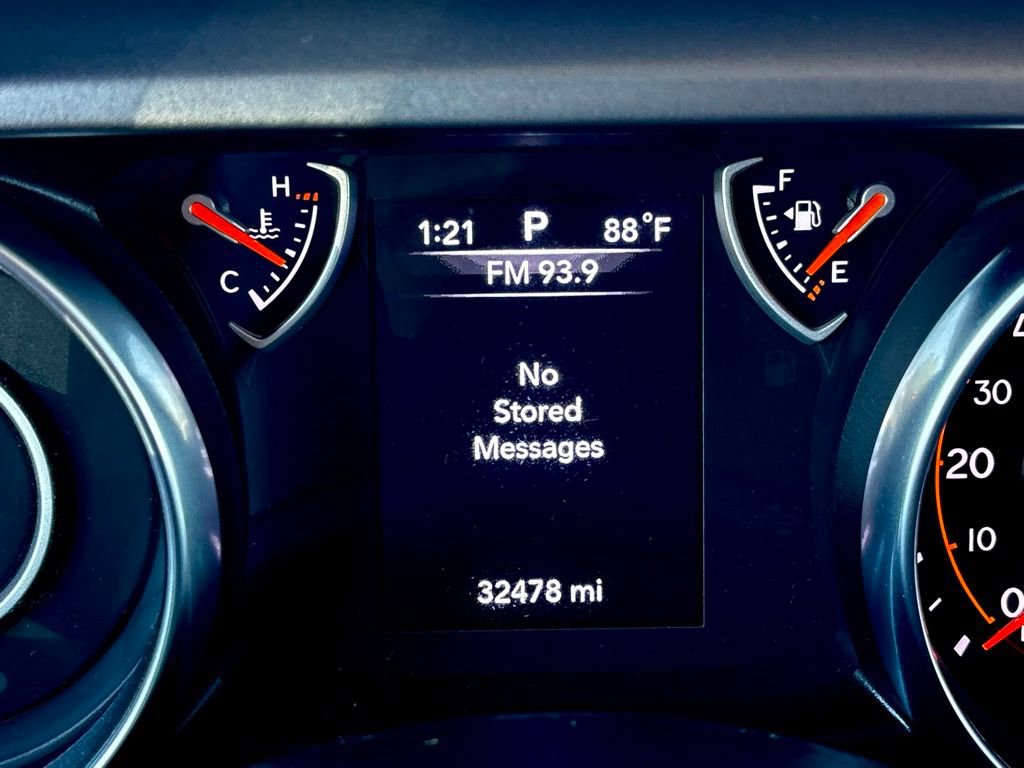 H
C
1:21 P 88°F
FM 93.9
No
Stored
Messages
32478 mi
F
E
30
20
10
0